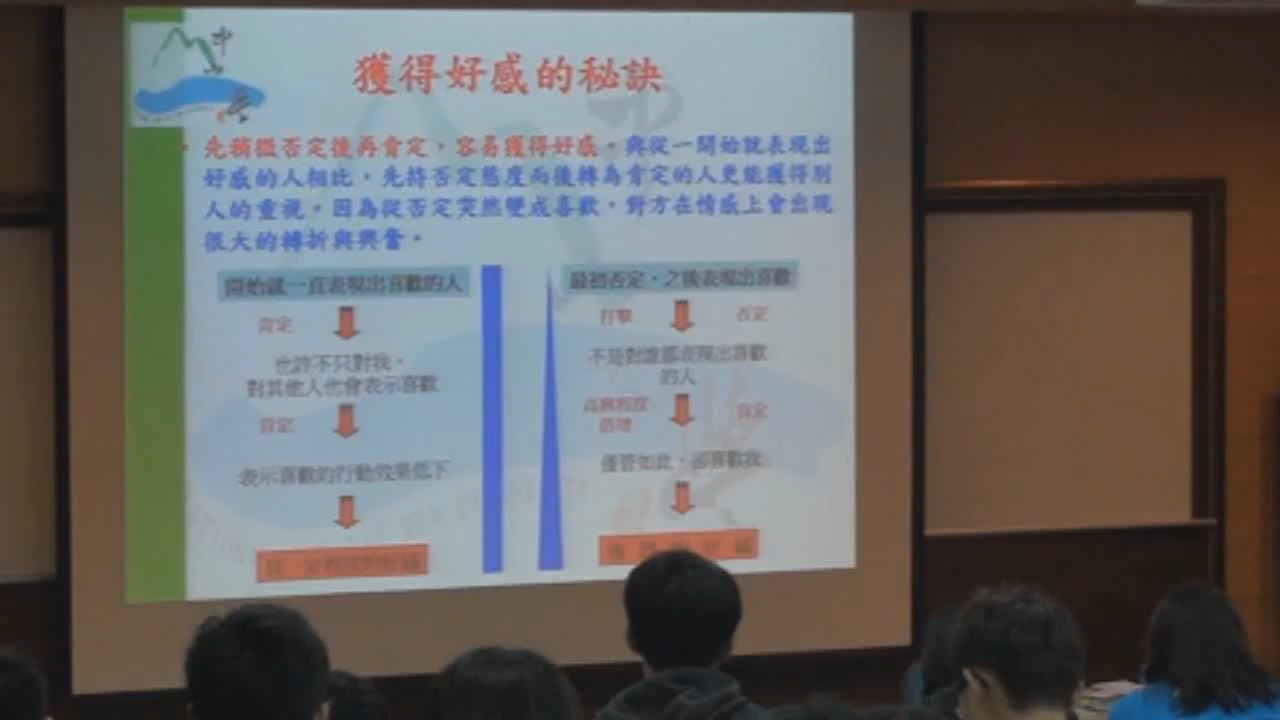 中
山
獲得好感的秘訣
• 先稍微否定後再肯定，容易獲得好感。與從一開始就表現出
好感的人相比，先持否定態度而後轉為肯定的人更能獲得別
人的重視。因為從否定突然變成喜歡，對方在情感上會出現
很大的轉折與興奮。
開始就一直表現出喜歡的人
肯定
也許不只對我，
對其他人也會表示喜歡
肯定
表示喜歡的行動效果低下
最初否定，之後表現出喜歡
打擊 否定
不是對誰都表現出喜歡
的人
高興程度 肯定
倍增
僅管如此，卻喜歡我